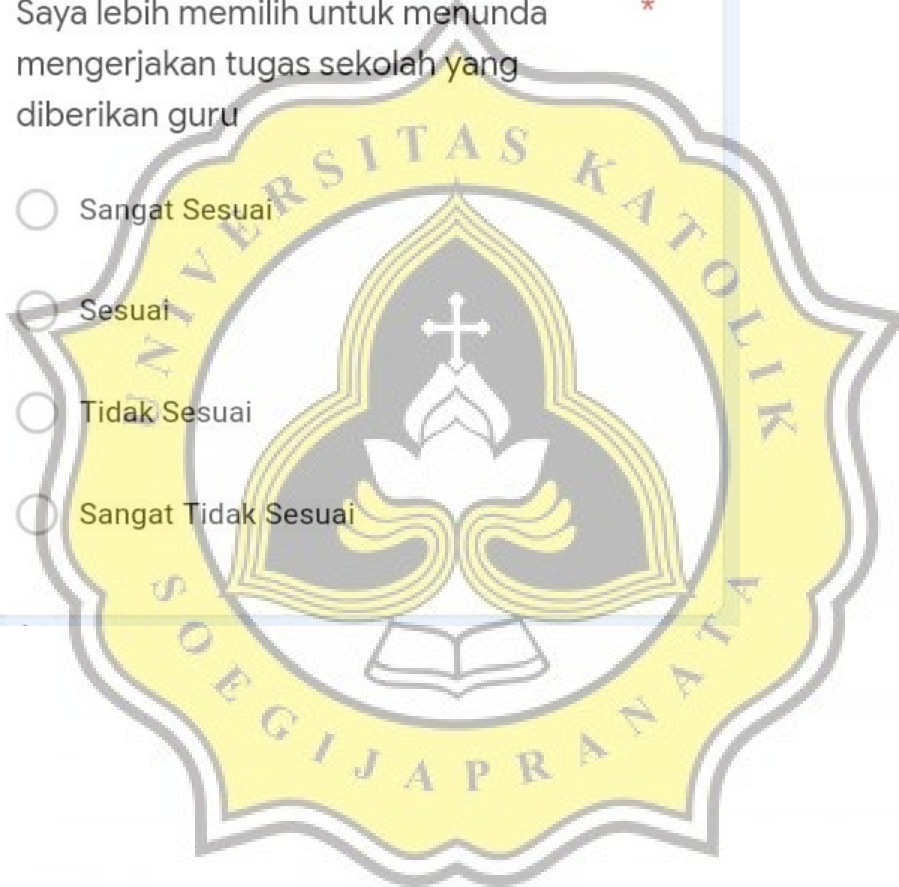 Saya lebih memilih untuk menunda *
mengerjakan tugas sekolah yang
diberikan guru
Sangat Sesuai
Sesuai
Tidak Sesuai
Sangat Tidak Sesuai
UNIVERSITAS KATOLIK
SOEGIJAPRANATA